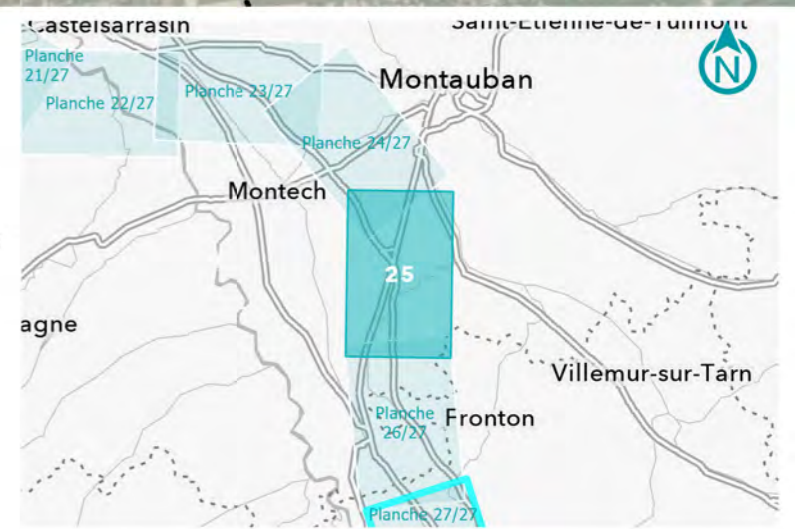 Castelsarrasin
Saint-Etienne-de-Tulmont
Planche
21/27
Planche 22/27
Planche 23/27
Montauban
N
Planche 24/27
Montech
25
agne
Villemur-sur-Tarn
Planche
26/27
Fronton
Planche 27/27